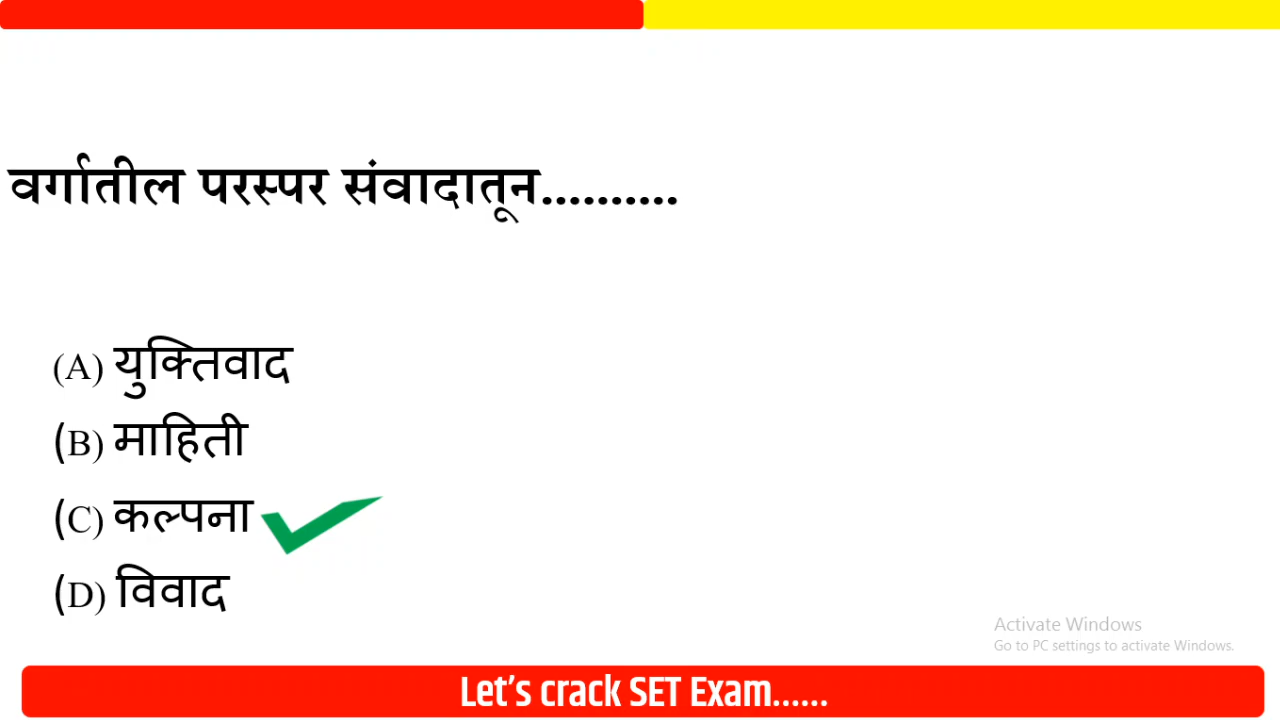 वर्गातील परस्पर संवादातून..........
(A) युक्तिवाद
(B) माहिती
(C) कल्पना
(D) विवाद
Activate Windows
Go to PC settings to activate Windows.
Let's crack SET Exam......